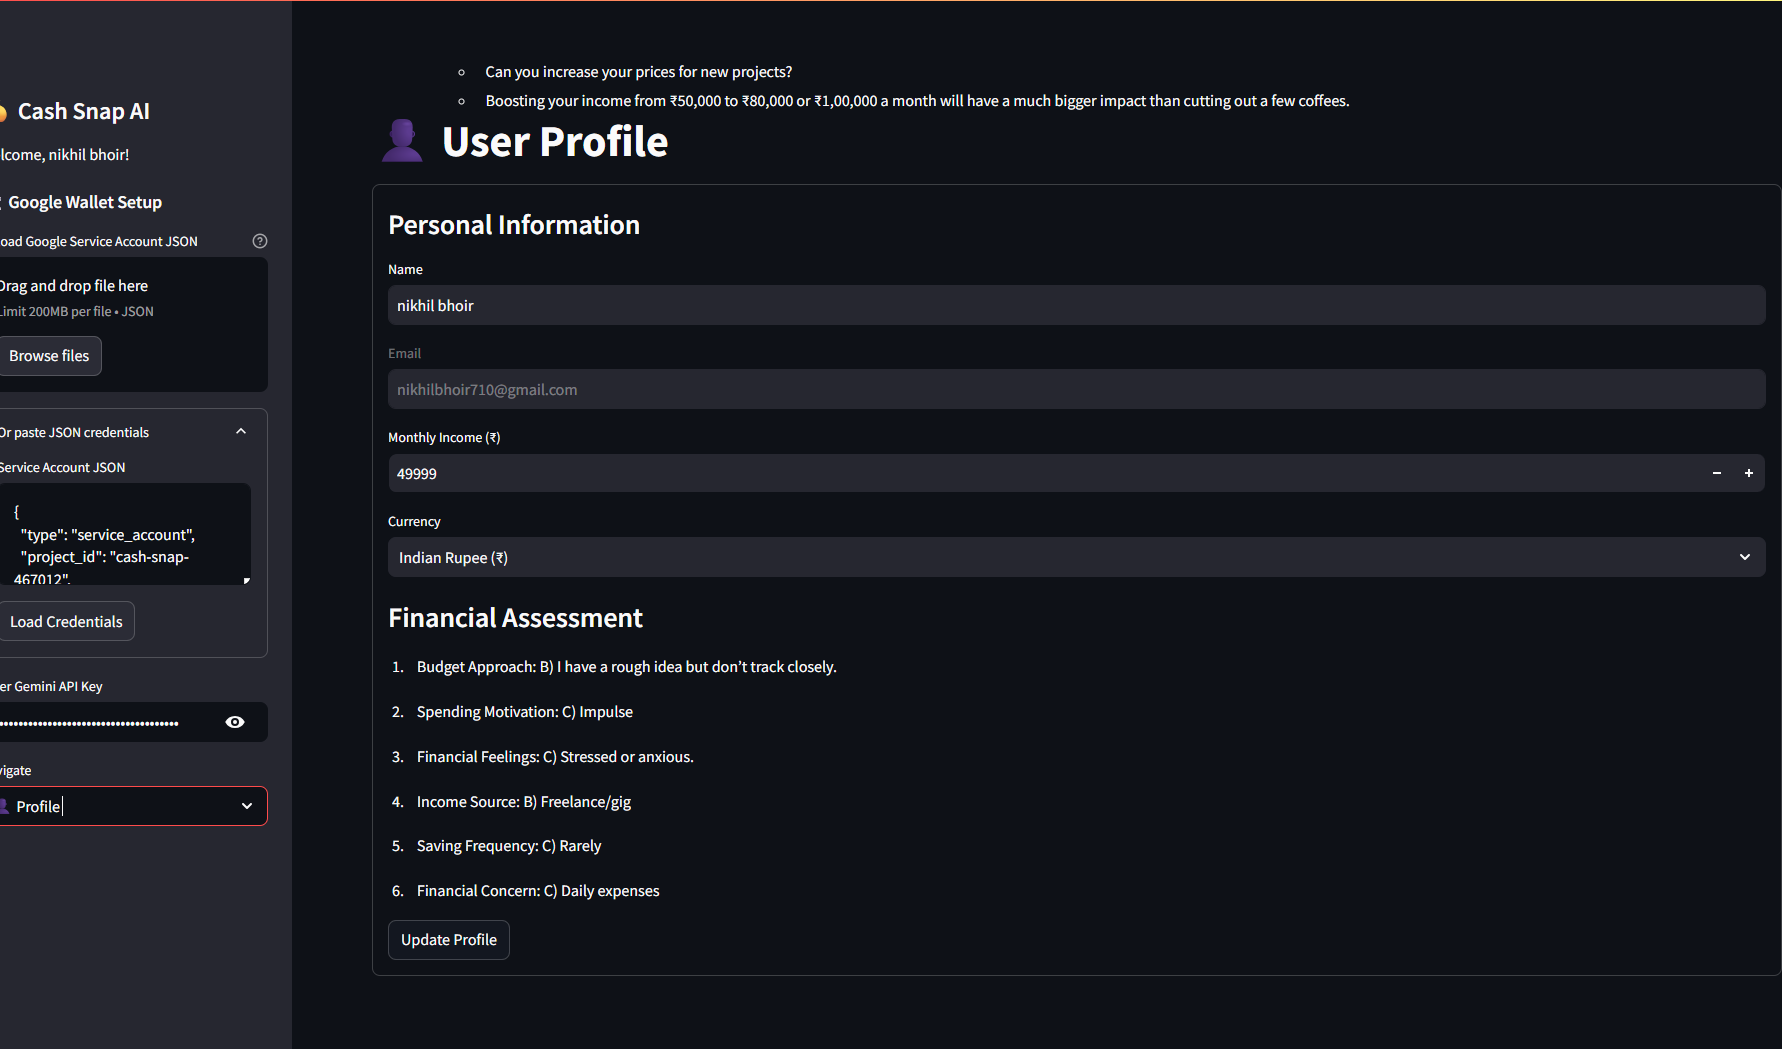 Cash Snap AI
lcome, nikhil bhoir!
Google Wallet Setup
oad Google Service Account JSON
Drag and drop file here
Limit 200MB per file • JSON
Browse files
Or paste JSON credentials
Service Account JSON
{
"type": "service_account",
"project_id": "cash-snap-
467012",
Load Credentials
er Gemini API Key
vigate
Profile
◦ Can you increase your prices for new projects?
◦ Boosting your income from ₹50,000 to ₹80,000 or ₹1,00,000 a month will have a much bigger impact than cutting out a few coffees.
User Profile
Personal Information
Name
nikhil bhoir
Email
nikhilbhoir710@gmail.com
Monthly Income (₹)
49999
Currency
Indian Rupee (₹)
Financial Assessment
1. Budget Approach: B) I have a rough idea but don’t track closely.
2. Spending Motivation: C) Impulse
3. Financial Feelings: C) Stressed or anxious.
4. Income Source: B) Freelance/gig
5. Saving Frequency: C) Rarely
6. Financial Concern: C) Daily expenses
Update Profile